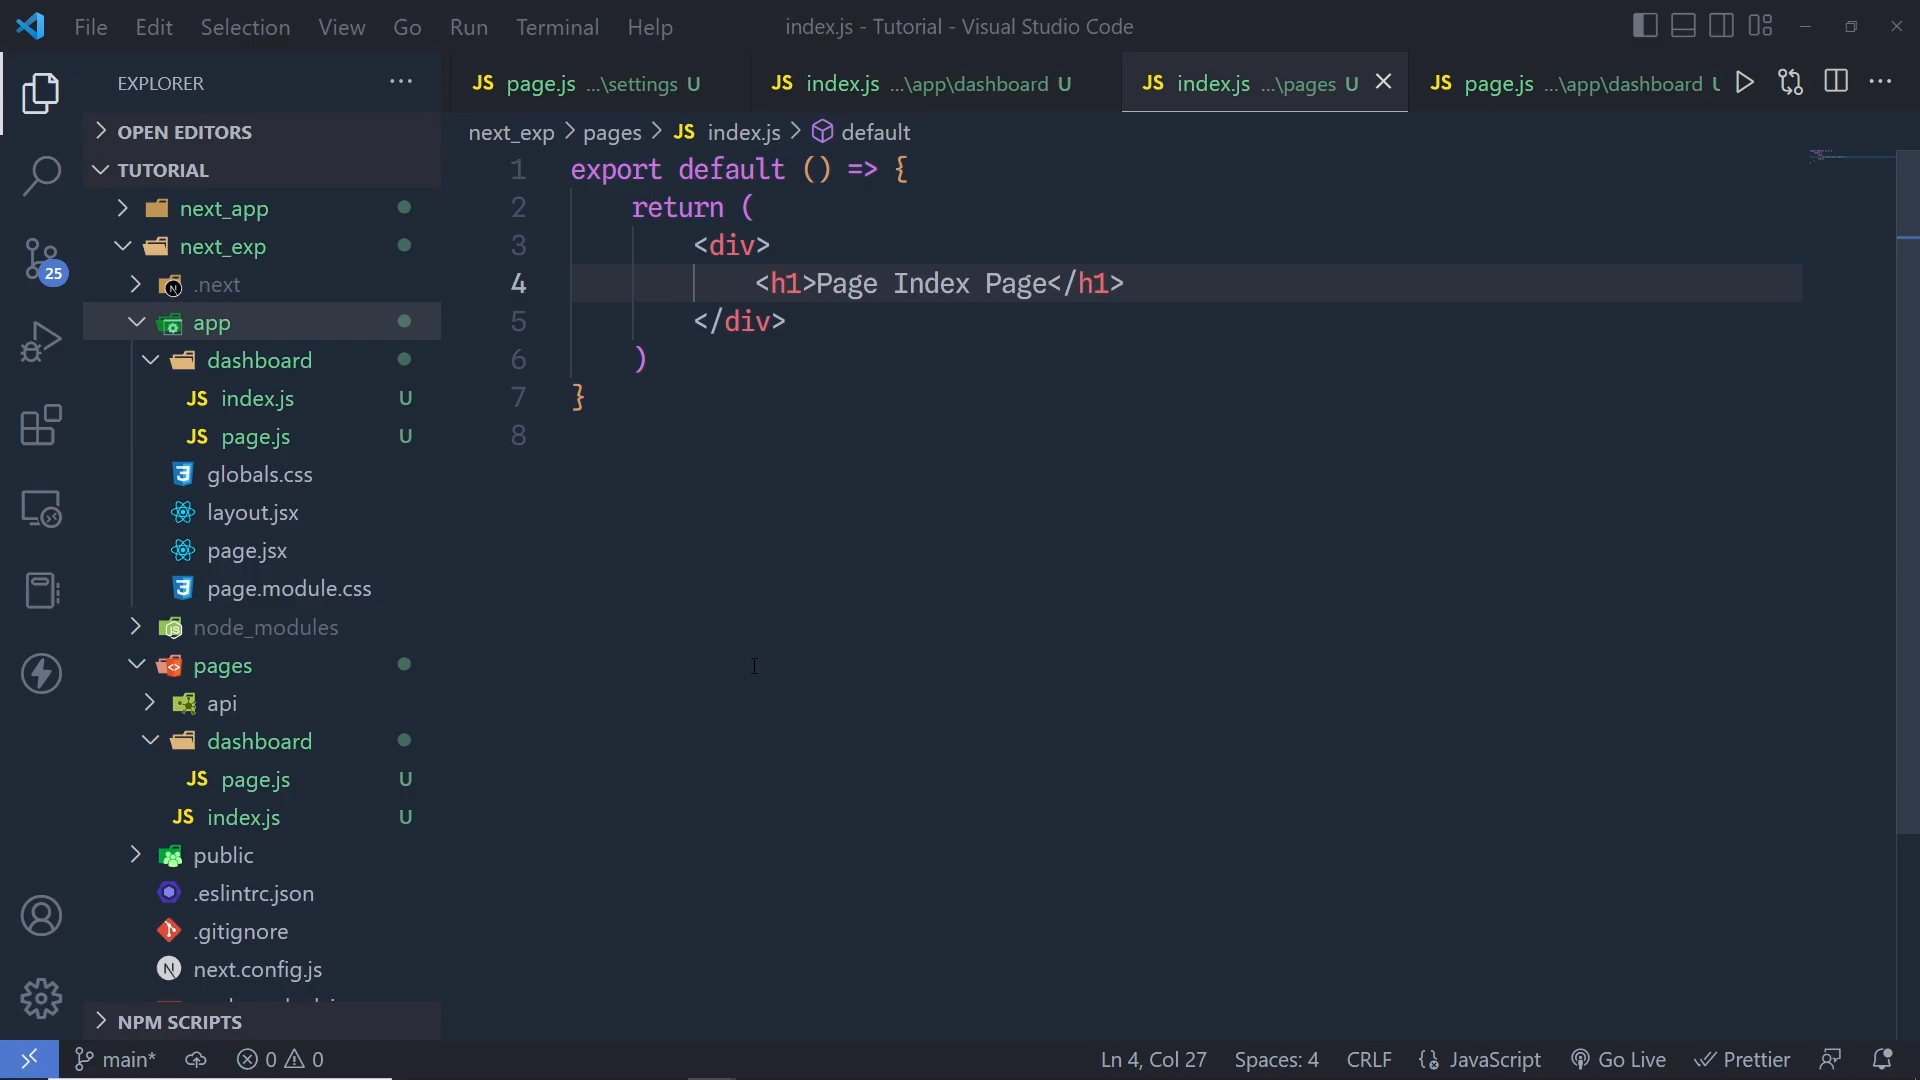 File Edit Selection View Go Run Terminal Help
index.js - Tutorial - Visual Studio Code
EXPLORER
JS page.js ...\settings U
JS index.js ...\app\dashboard U
JS index.js ...\pages U
JS page.js ...\app\dashboard
OPEN EDITORS
next_exp > pages > JS index.js > default
TUTORIAL
next_app
next_exp
.next
app
dashboard
JS index.js U
JS page.js U
globals.css
layout.jsx
page.jsx
page.module.css
node_modules
pages
api
dashboard
JS page.js U
JS index.js U
public
.eslintrc.json
.gitignore
next.config.js
NPM SCRIPTS
25
1 export default () => {
2 return (
3 <div>
4 <h1>Page Index Page</h1>
5 </div>
6 )
7 }
8
main* 0 0
Ln 4, Col 27 Spaces: 4 CRLF {} JavaScript Go Live Prettier